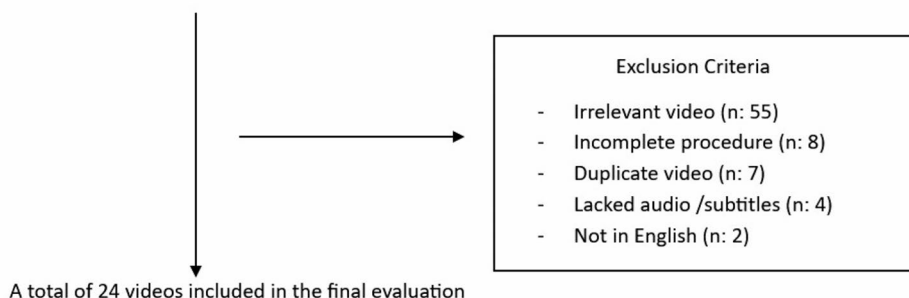 Exclusion Criteria
- Irrelevant video (n: 55)
- Incomplete procedure (n: 8)
- Duplicate video (n: 7)
- Lacked audio /subtitles (n: 4)
- Not in English (n: 2)
A total of 24 videos included in the final evaluation